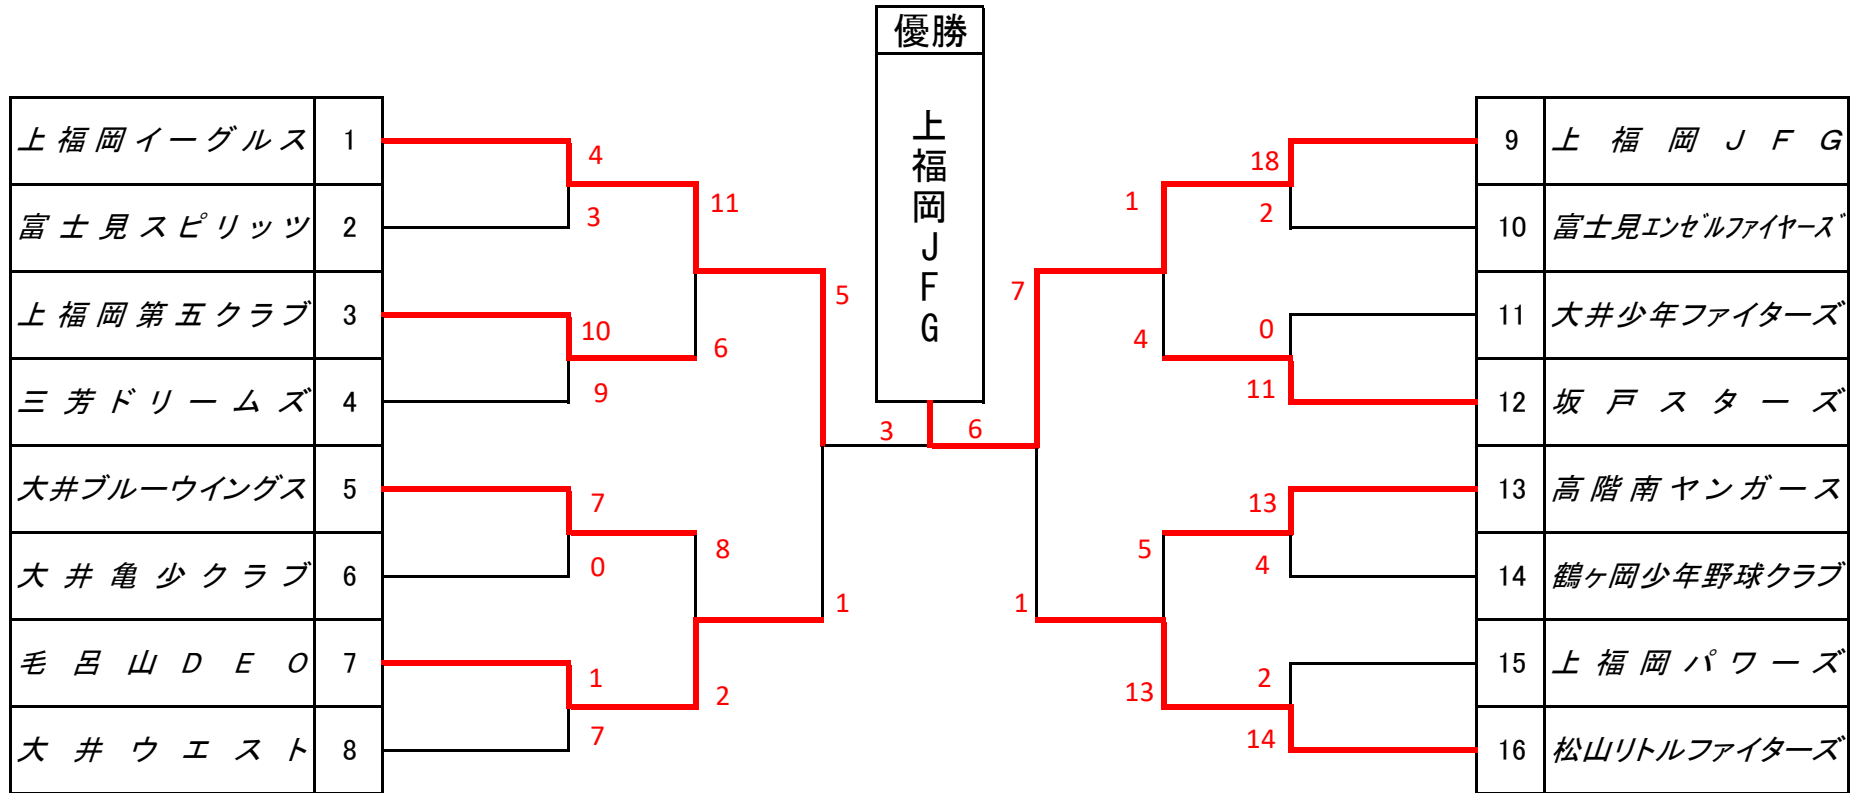 優勝
上福岡JFG
上福岡イーグルス 1
富士見スピリッツ 2
上福岡第五クラブ 3
三芳ドリームズ 4
大井ブルーウイングス 5
大井亀少クラブ 6
毛呂山DEO 7
大井ウエスト 8
4
3
10
9
7
0
1
7
11
6
8
2
5
1
3
6
7
1
1
4
5
13
18
2
0
11
13
4
2
14
9 上福岡JFG
10 富士見エンゼルファイヤーズ
11 大井少年ファイターズ
12 坂戸スターズ
13 高階南ヤンガース
14 鶴ヶ岡少年野球クラブ
15 上福岡パワーズ
16 松山リトルファイターズ